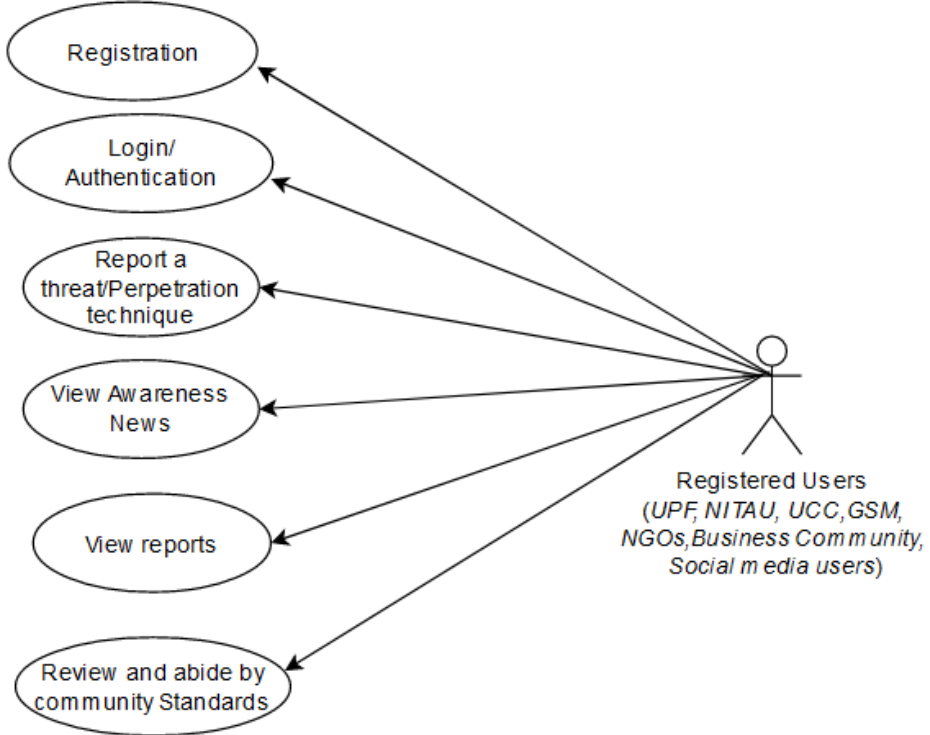 Registration
Login/
Authentication
Report a
threat/Perpetration
technique
View Awareness
News
View reports
Review and abide by
community Standards
Registered Users
(UPF, NITAU, UCC,GSM,
NGOs,Business Community,
Social media users)